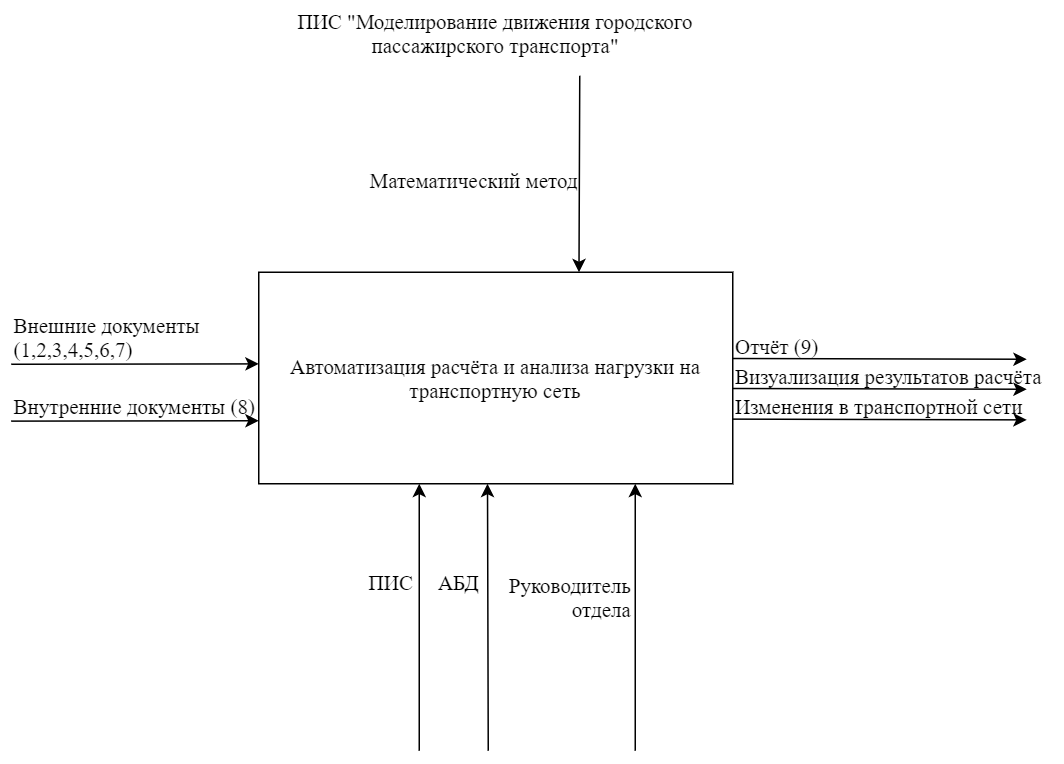 ПИС "Моделирование движения городского
пассажирского транспорта"
Математический метод
Внешние документы
(1,2,3,4,5,6,7)
Внутренние документы (8)
Автоматизация расчёта и анализа нагрузки на
транспортную сеть
Отчёт (9)
Визуализация результатов расчёта
Изменения в транспортной сети
ПИС
АБД
Руководитель
отдела